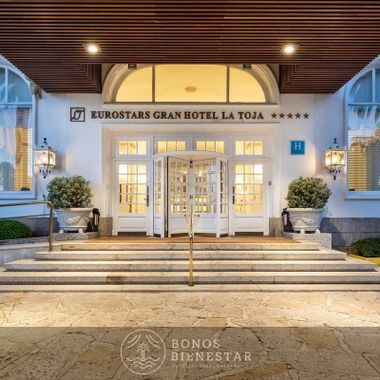 EUROSTARS GRAN HOTEL LA TOJA ★★★★★
H
BONOS
BIENESTAR